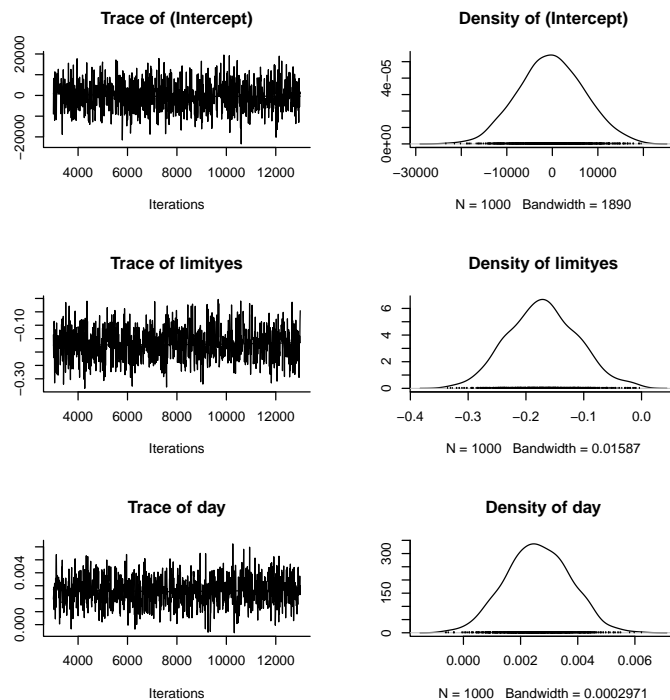 Trace of (Intercept)
20000
0
−20000
4000 6000 8000 10000 12000
Iterations
Density of (Intercept)
4e−05
0e+00
−30000 −10000 0 10000
N = 1000 Bandwidth = 1890
Trace of limityes
−0.10
−0.30
4000 6000 8000 10000 12000
Iterations
Density of limityes
6
4
2
0
−0.4 −0.3 −0.2 −0.1 0.0
N = 1000 Bandwidth = 0.01587
Trace of day
0.004
0.000
4000 6000 8000 10000 12000
Iterations
Density of day
300
150
0
0.000 0.002 0.004 0.006
N = 1000 Bandwidth = 0.0002971